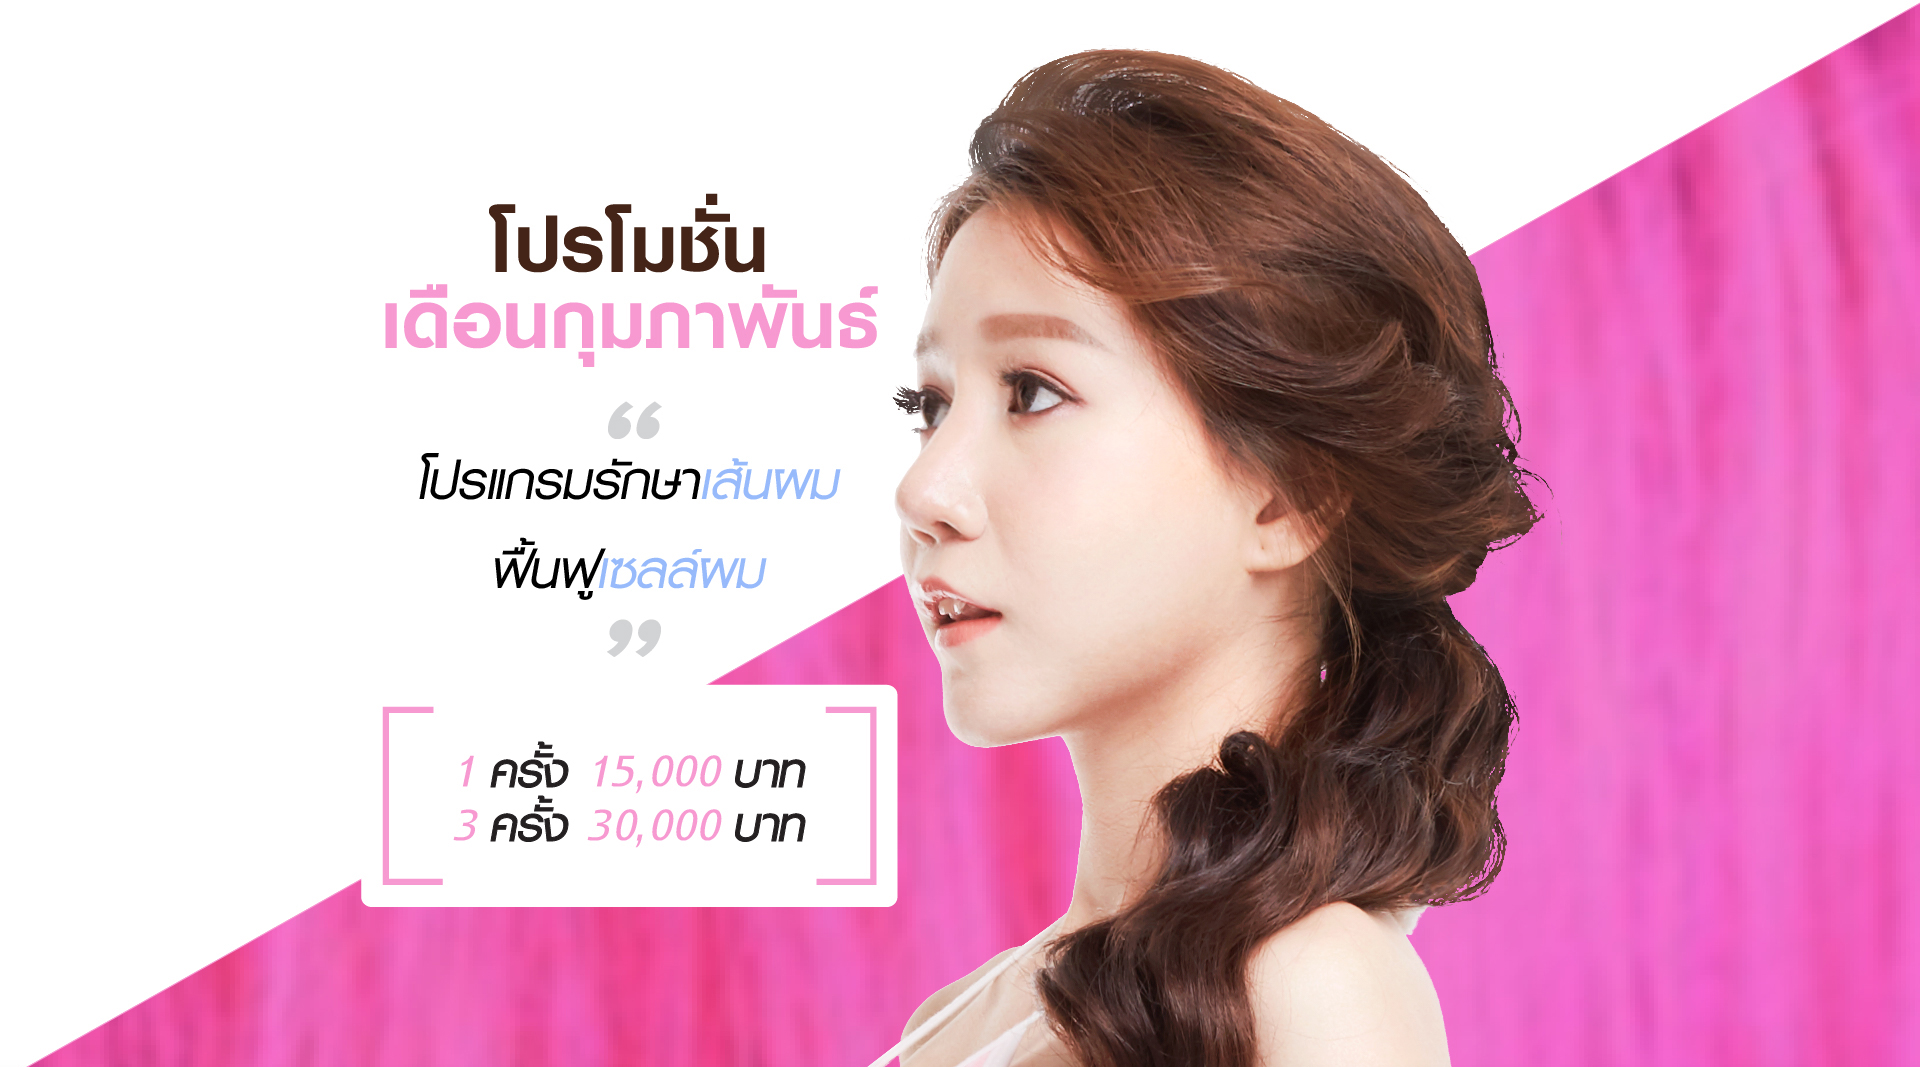 โปรโมชั่น
เดือนกุมภาพันธ์
“
โปรแกรมรักษาเส้นผม
ฟื้นฟูเซลล์ผม
”
1 ครั้ง 15,000 บาท
3 ครั้ง 30,000 บาท